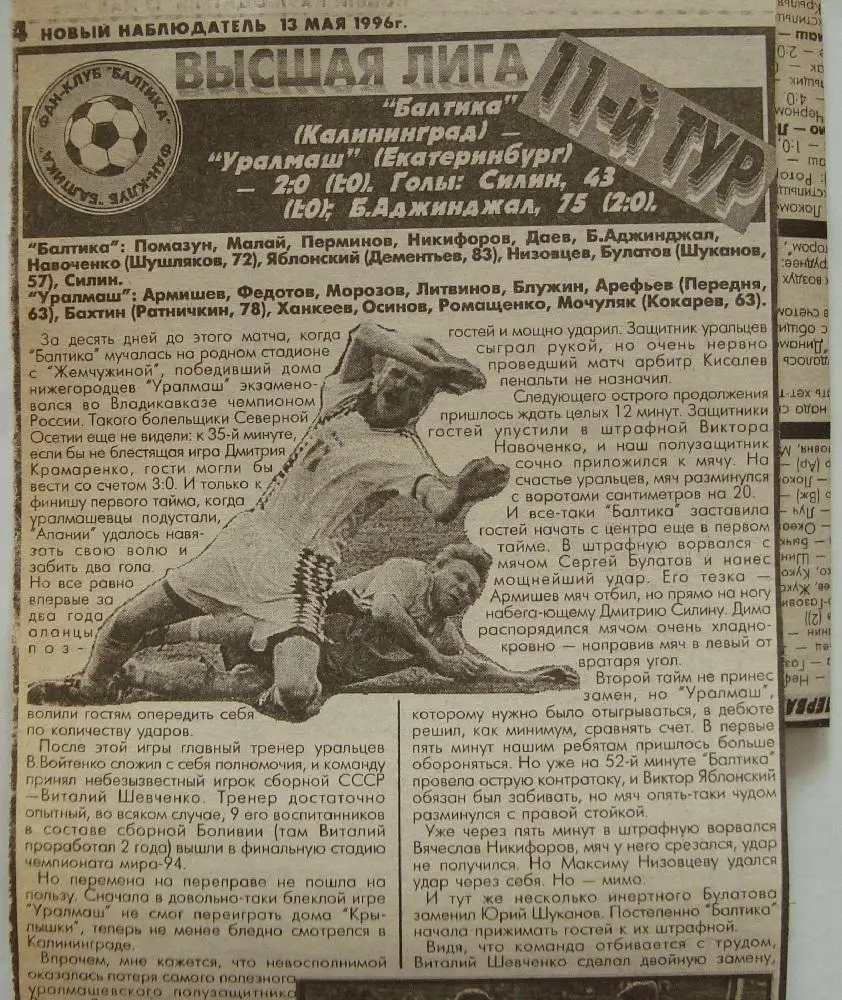 4 НОВЫЙ НАБЛЮДАТЕЛЬ 13 МАЯ 1996г.
ВЫСШАЯ ЛИГА
11-Й ТУР
ФАН-КЛУБ "БАЛТИКА"
ФАН-КЛУБ "БАЛТИКА"
"Балтика"
(Калининград) —
"Уралмаш" (Екатеринбург)
— 2:0 (1:0). Голы: Силин, 43
(1:0); Б.Аджинджал, 75 (2:0).
"Балтика": Помазун, Малай, Перминов, Никифоров, Даев, Б.Аджинджал,
Навоченко (Шушляков, 72), Яблонский (Дементьев, 83), Низовцев, Булатов (Шуканов,
57), Силин.
"Уралмаш": Армишев, Федотов, Морозов, Литвинов, Блужин, Арефьев (Передня,
63), Бахтин (Ратничкин, 78), Ханкеев, Осинов, Ромащенко, Мочуляк (Кокарев, 63).
За десять дней до этого матча, когда
"Балтика" мучалась на родном стадионе
с "Жемчужиной", победивший дома
нижегородцев "Уралмаш" экзамено-
вался во Владикавказе чемпионом
России. Такого болельщики Северной
Осетии еще не видели: к 35-й минуте,
если бы не блестящая игра Дмитрия
Крамаренко, гости могли бы
вести со счетом 3:0. И только к
финишу первого тайма, когда
уралмашевцы подустали,
"Алании" удалось навя-
зать свою волю и
забить два гола.
Но все равно
впервые за
два года
аланцы,
поз-
волили гостям опередить себя
по количеству ударов.
После этой игры главный тренер уральцев
В.Войтенко сложил с себя полномочия, и команду
принял небезызвестный игрок сборной СССР
—Виталий Шевченко. Тренер достаточно
опытный, во всяком случае, 9 его воспитанников
в составе сборной Боливии (там Виталий
проработал 2 года) вышли в финальную стадию
чемпионата мира-94.
Но перемена на переправе не пошла на
пользу. Сначала в довольно-таки блеклой игре
"Уралмаш" не смог переиграть дома "Кры-
лышки", теперь не менее бледно смотрелся в
Калининграде.
Впрочем, мне кажется, что невосполнимой
оказалась потеря самого полезного
уралмашевского полузащитника
гостей и мощно ударил. Защитник уральцев
сыграл рукой, но очень нервно
проведший матч арбитр Кисалев
пенальти не назначил.
Следующего острого продолжения
пришлось ждать целых 12 минут. Защитники
гостей упустили в штрафной Виктора
Навоченко, и наш полузащитник
сочно приложился к мячу. На
счастье уральцев, мяч разминулся
с воротами сантиметров на 20.
И все-таки "Балтика" заставила
гостей начать с центра еще в первом
тайме. В штрафную ворвался с
мячом Сергей Булатов и нанес
мощнейший удар. Его тезка —
Армишев мяч отбил, но прямо на ногу
набега-ющему Дмитрию Силину. Дима
распорядился мячом очень хладно-
кровно — направив мяч в левый от
вратаря угол.
Второй тайм не принес
замен, но "Уралмаш",
которому нужно было отыгрываться, в дебюте
решил, как минимум, сравнять счет. В первые
пять минут нашим ребятам пришлось больше
обороняться. Но уже на 52-й минуте "Балтика"
провела острую контратаку, и Виктор Яблонский
обязан был забивать, но мяч опять-таки чудом
разминулся с правой стойкой.
Уже через пять минут в штрафную ворвался
Вячеслав Никифоров, мяч у него срезался, удар
не получился. Но Максиму Низовцеву удался
удар через себя. Но — мимо.
И тут же несколько инертного Булатова
заменил Юрий Шуканов. Постепенно "Балтика"
начала прижимать гостей к их штрафной.
Видя, что команда отбивается с трудом,
Виталий Шевченко сделал двойную замену,